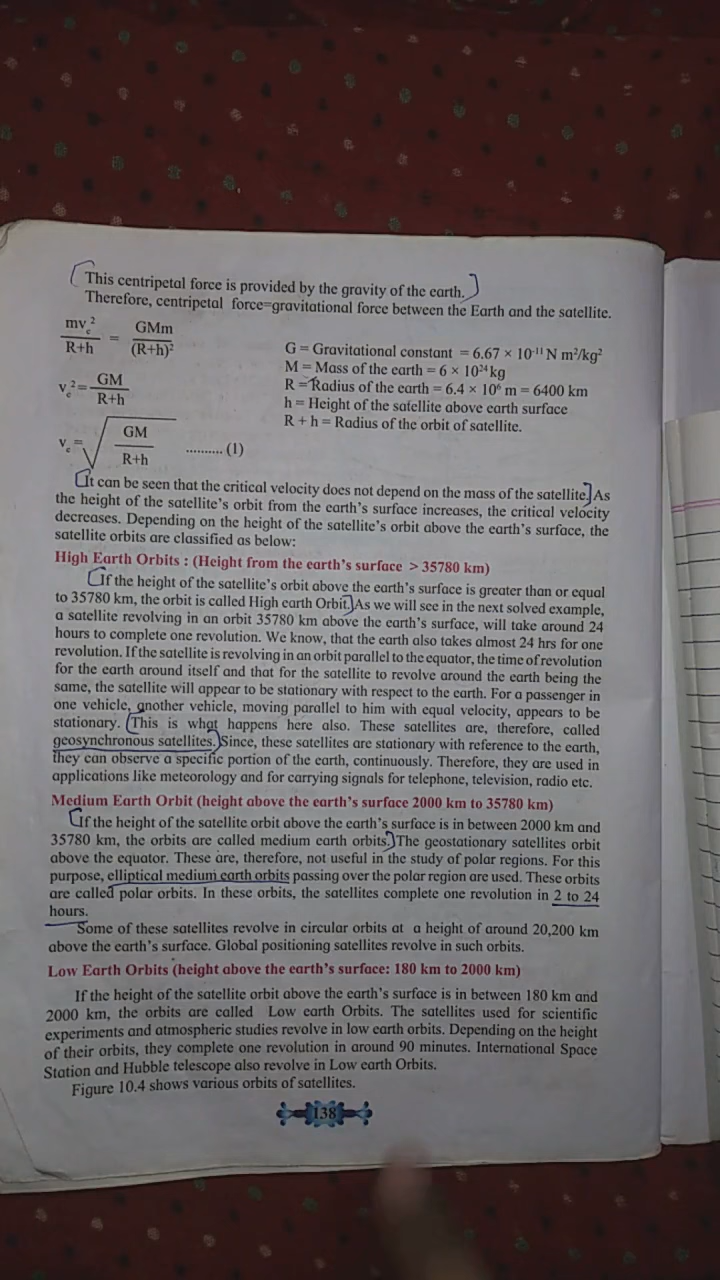 This centripetal force is provided by the gravity of the earth.
Therefore, centripetal force=gravitational force between the Earth and the satellite.
mv_c²/R+h = GMm/(R+h)²
v_c² = GM/R+h
v_c = √(GM/R+h) .......... (1)
G = Gravitational constant = 6.67 × 10⁻¹¹ N m²/kg²
M = Mass of the earth = 6 × 10²⁴ kg
R = Radius of the earth = 6.4 × 10⁶ m = 6400 km
h = Height of the satellite above earth surface
R + h = Radius of the orbit of satellite.
It can be seen that the critical velocity does not depend on the mass of the satellite. As
the height of the satellite's orbit from the earth's surface increases, the critical velocity
decreases. Depending on the height of the satellite's orbit above the earth's surface, the
satellite orbits are classified as below:
High Earth Orbits : (Height from the earth's surface > 35780 km)
If the height of the satellite's orbit above the earth's surface is greater than or equal
to 35780 km, the orbit is called High earth Orbit. As we will see in the next solved example,
a satellite revolving in an orbit 35780 km above the earth's surface, will take around 24
hours to complete one revolution. We know, that the earth also takes almost 24 hrs for one
revolution. If the satellite is revolving in an orbit parallel to the equator, the time of revolution
for the earth around itself and that for the satellite to revolve around the earth being the
same, the satellite will appear to be stationary with respect to the earth. For a passenger in
one vehicle, another vehicle, moving parallel to him with equal velocity, appears to be
stationary. This is what happens here also. These satellites are, therefore, called
geosynchronous satellites. Since, these satellites are stationary with reference to the earth,
they can observe a specific portion of the earth, continuously. Therefore, they are used in
applications like meteorology and for carrying signals for telephone, television, radio etc.
Medium Earth Orbit (height above the earth's surface 2000 km to 35780 km)
If the height of the satellite orbit above the earth's surface is in between 2000 km and
35780 km, the orbits are called medium earth orbits. The geostationary satellites orbit
above the equator. These are, therefore, not useful in the study of polar regions. For this
purpose, elliptical medium earth orbits passing over the polar region are used. These orbits
are called polar orbits. In these orbits, the satellites complete one revolution in 2 to 24
hours.
Some of these satellites revolve in circular orbits at a height of around 20,200 km
above the earth's surface. Global positioning satellites revolve in such orbits.
Low Earth Orbits (height above the earth's surface: 180 km to 2000 km)
If the height of the satellite orbit above the earth's surface is in between 180 km and
2000 km, the orbits are called Low earth Orbits. The satellites used for scientific
experiments and atmospheric studies revolve in low earth orbits. Depending on the height
of their orbits, they complete one revolution in around 90 minutes. International Space
Station and Hubble telescope also revolve in Low earth Orbits.
Figure 10.4 shows various orbits of satellites.
138